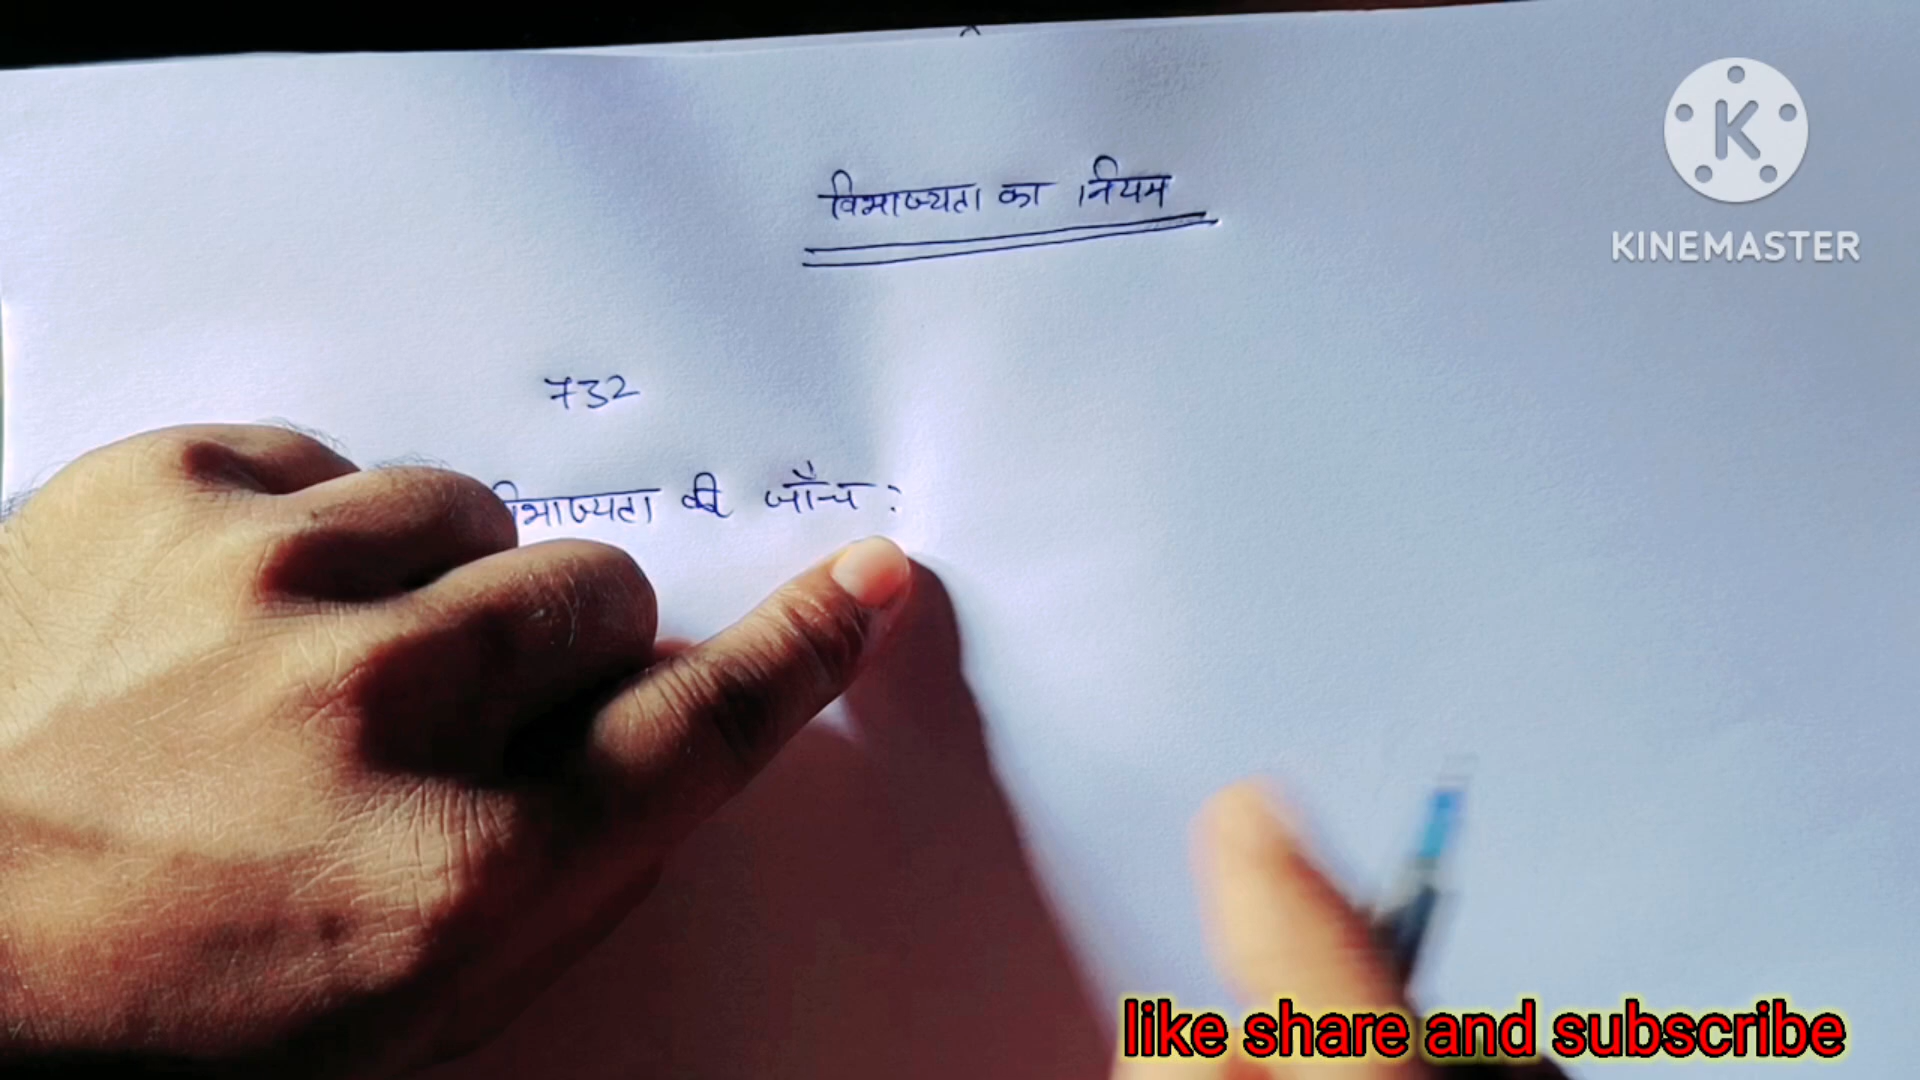 विभाज्यता का नियम
K
KINEMASTER
732
विभाज्यता की जाँच :
like share and subscribe